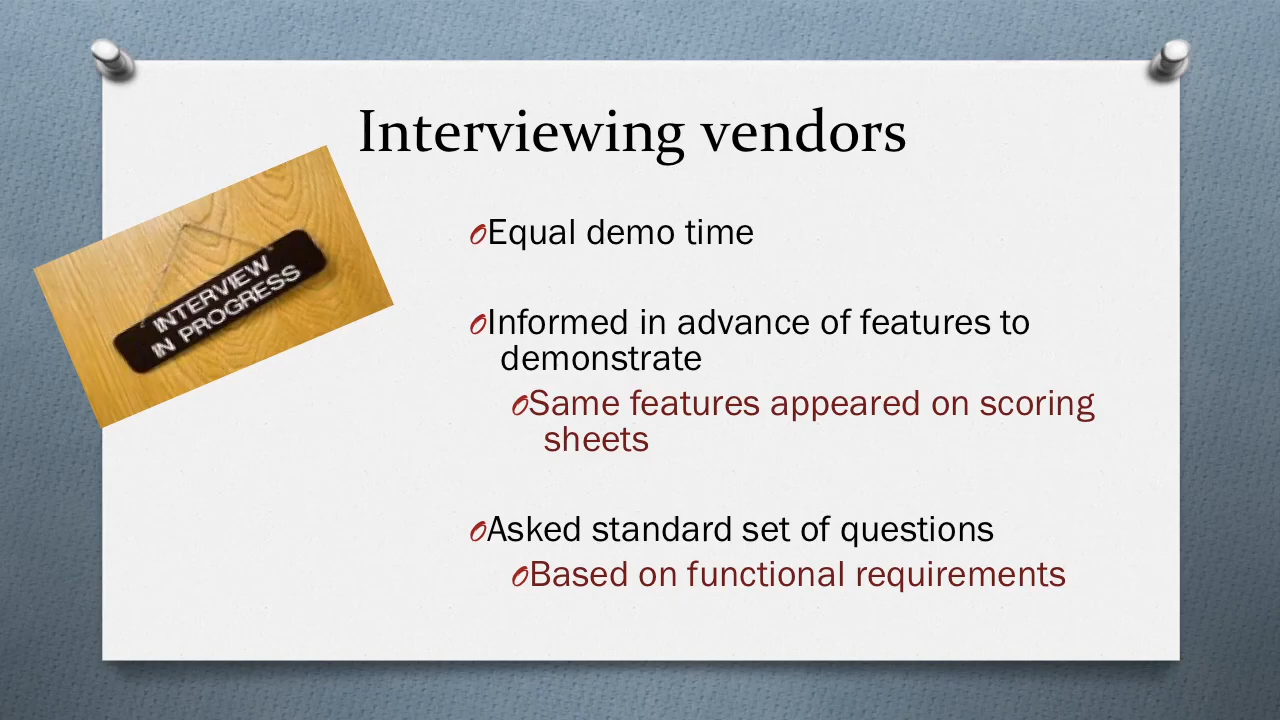 Interviewing vendors
INTERVIEW
IN PROGRESS
Equal demo time
Informed in advance of features to
demonstrate
Same features appeared on scoring
sheets
Asked standard set of questions
Based on functional requirements